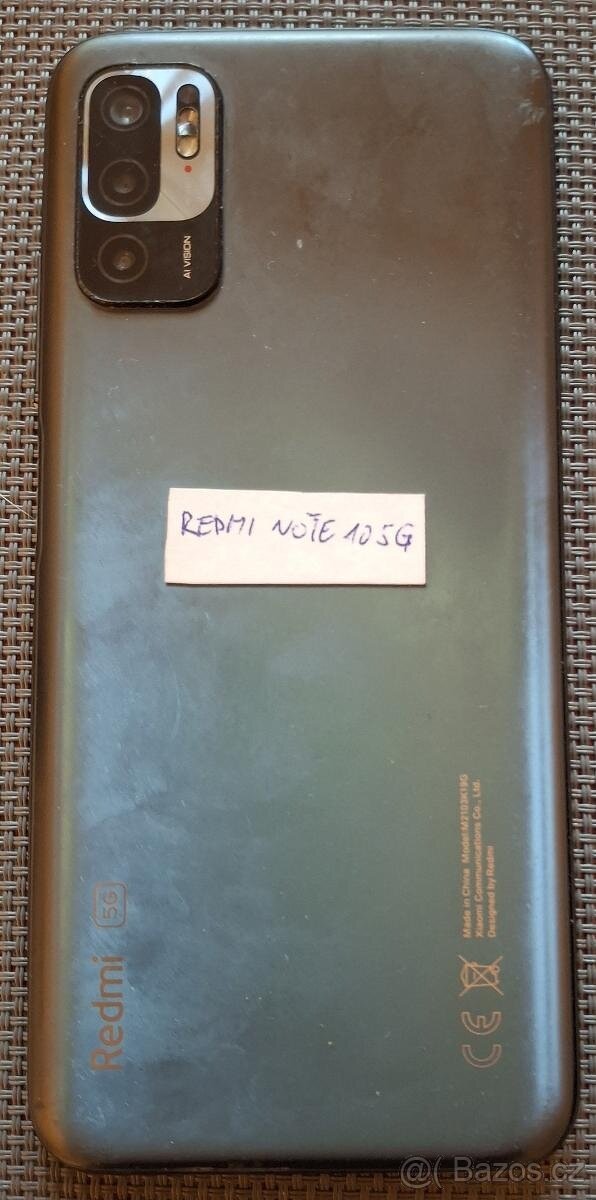 AI VISION
REDMI NOTE 10 5G
Redmi 5G
Made in China Model:M2103K19G
Xiaomi Communications Co., Ltd.
Designed by Redmi
CE
@( Bazos.cz